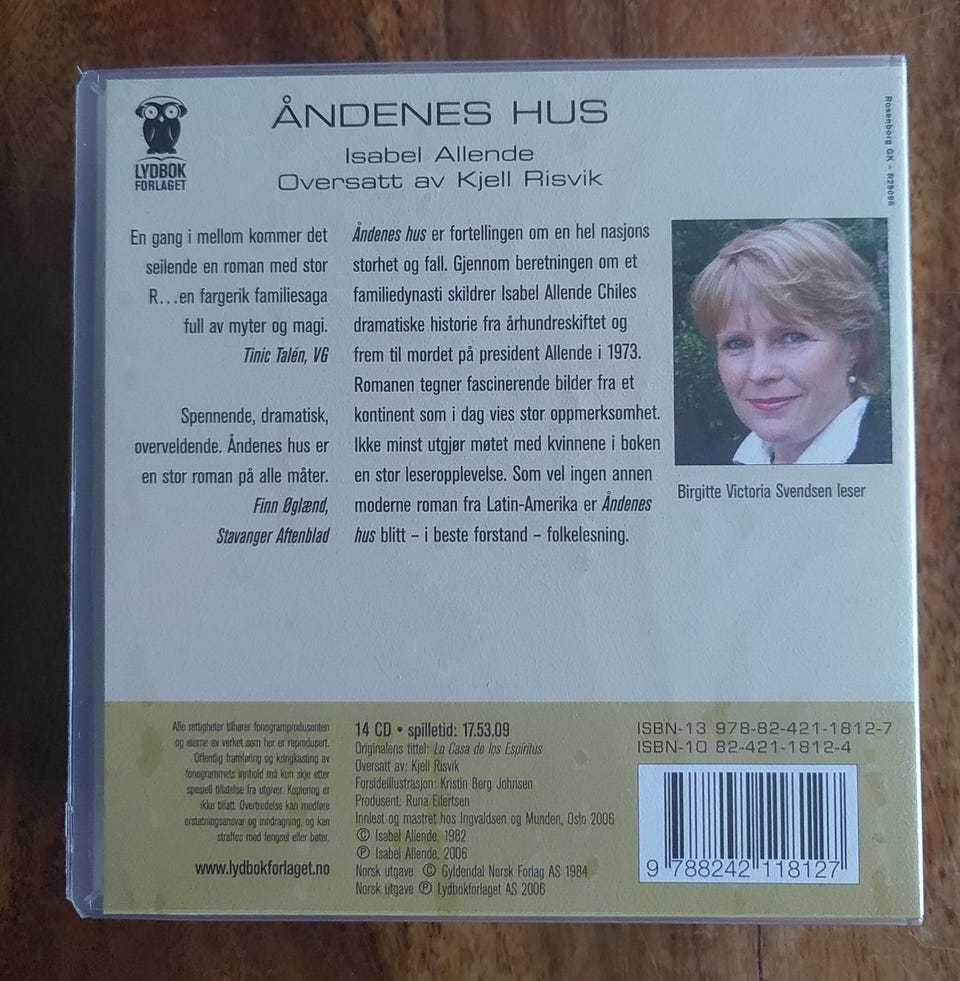 LYDBOK
FORLAGET
ÅNDENES HUS
Isabel Allende
Oversatt av Kjell Risvik
Rosenborg GK – R29098
En gang i mellom kommer det
seilende en roman med stor
R…en fargerik familiesaga
full av myter og magi.
Tinic Talén, VG
Spennende, dramatisk,
overveldende. Åndenes hus er
en stor roman på alle måter.
Finn Øglænd,
Stavanger Aftenblad
Åndenes hus er fortellingen om en hel nasjons
storhet og fall. Gjennom beretningen om et
familiedynasti skildrer Isabel Allende Chiles
dramatiske historie fra århundreskiftet og
frem til mordet på president Allende i 1973.
Romanen tegner fascinerende bilder fra et
kontinent som i dag vies stor oppmerksomhet.
Ikke minst utgjør møtet med kvinnene i boken
en stor leseropplevelse. Som vel ingen annen
moderne roman fra Latin-Amerika er Åndenes
hus blitt – i beste forstand – folkelesning.
Birgitte Victoria Svendsen leser
Alle rettigheter tilhører fonogramprodusenten
og eierne av verket som her er reprodusert.
Offentlig framføring og kringkasting av
fonogrammets innhold må kun skje etter
spesiell tillatelse fra utgiver. Kopiering er
ikke tillatt. Overtredelse kan medføre
erstatningsansvar og inndragning, og kan
straffes med fengsel eller bøter.
www.lydbokforlaget.no
14 CD • spilletid: 17.53.09
Originalens tittel: La Casa de los Espíritus
Oversatt av: Kjell Risvik
Forsideillustrasjon: Kristin Berg Johnsen
Produsent: Runa Eilertsen
Innlest og mastret hos Ingvaldsen og Munden, Oslo 2006
© Isabel Allende, 1982
℗ Isabel Allende, 2006
Norsk utgave © Gyldendal Norsk Forlag AS 1984
Norsk utgave ℗ Lydbokforlaget AS 2006
ISBN-13 978-82-421-1812-7
ISBN-10 82-421-1812-4
9 788242 118127